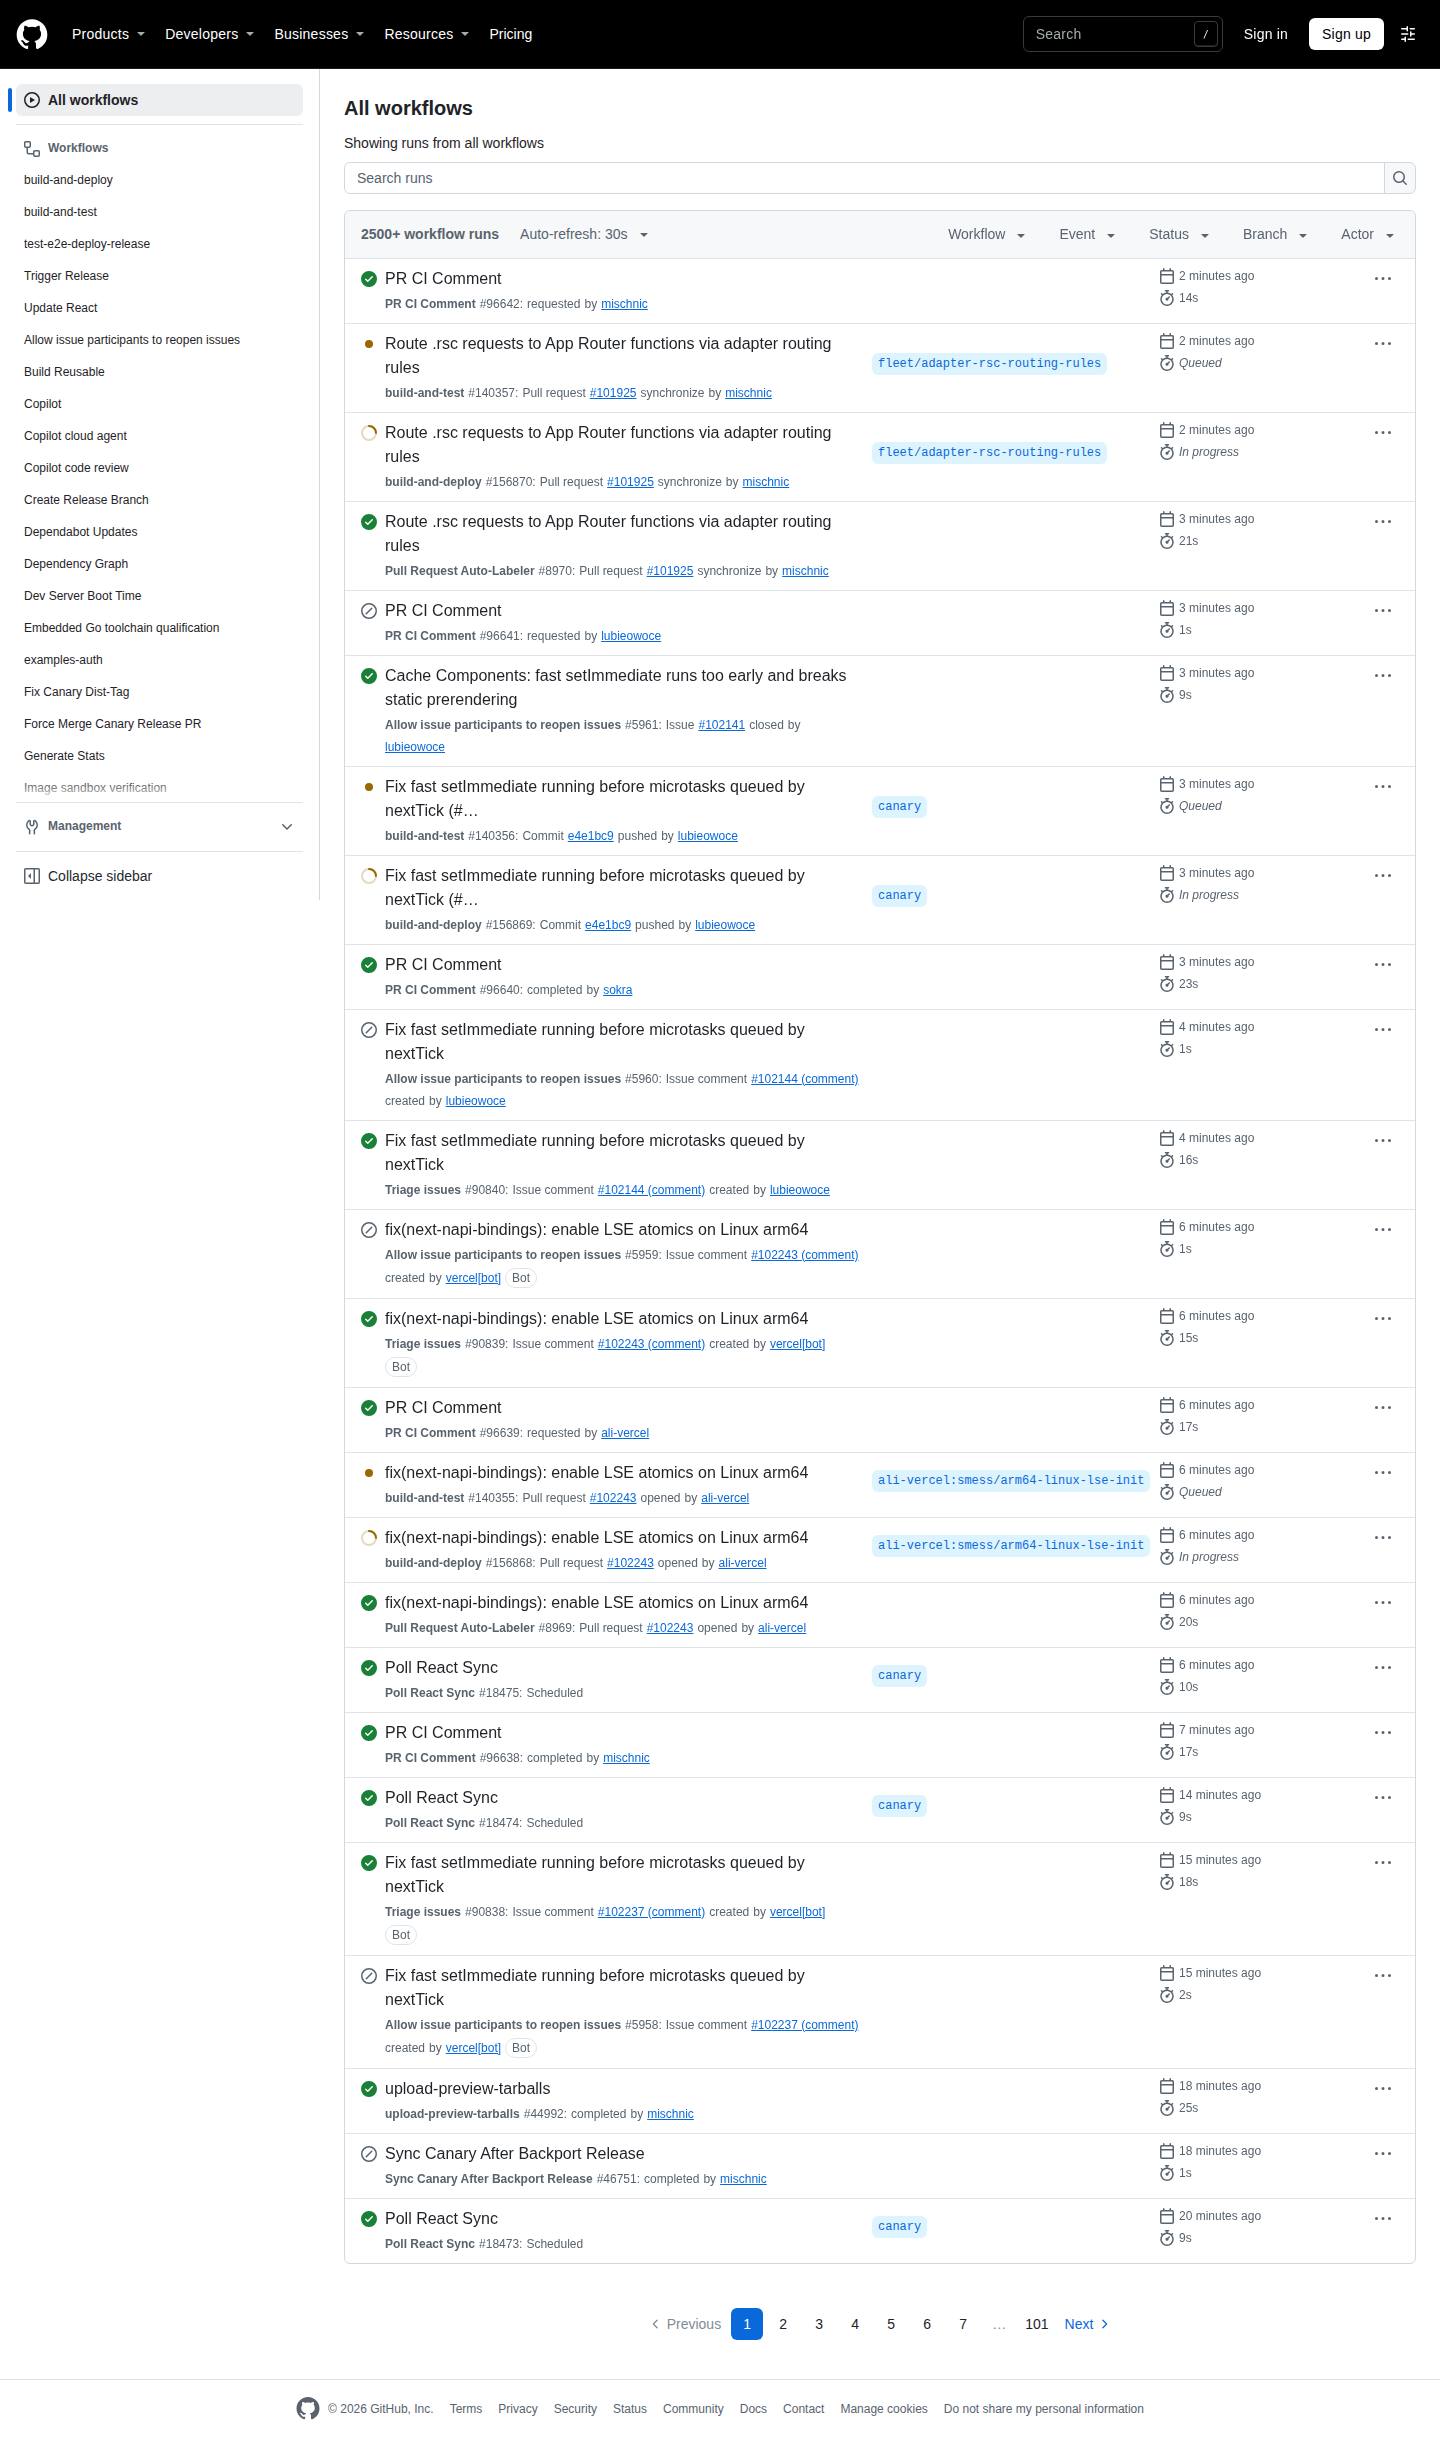 Products Developers Businesses Resources Pricing Search / Sign in Sign up
All workflows
Workflows
build-and-deploy
build-and-test
test-e2e-deploy-release
Trigger Release
Update React
Allow issue participants to reopen issues
Build Reusable
Copilot
Copilot cloud agent
Copilot code review
Create Release Branch
Dependabot Updates
Dependency Graph
Dev Server Boot Time
Embedded Go toolchain qualification
examples-auth
Fix Canary Dist-Tag
Force Merge Canary Release PR
Generate Stats
Image sandbox verification
Management
Collapse sidebar
All workflows
Showing runs from all workflows
Search runs
2500+ workflow runs Auto-refresh: 30s Workflow Event Status Branch Actor
PR CI Comment
PR CI Comment #96642: requested by mischnic
2 minutes ago
14s
Route .rsc requests to App Router functions via adapter routing
rules
build-and-test #140357: Pull request #101925 synchronize by mischnic
fleet/adapter-rsc-routing-rules
2 minutes ago
Queued
Route .rsc requests to App Router functions via adapter routing
rules
build-and-deploy #156870: Pull request #101925 synchronize by mischnic
fleet/adapter-rsc-routing-rules
2 minutes ago
In progress
Route .rsc requests to App Router functions via adapter routing
rules
Pull Request Auto-Labeler #8970: Pull request #101925 synchronize by mischnic
3 minutes ago
21s
PR CI Comment
PR CI Comment #96641: requested by lubieowoce
3 minutes ago
1s
Cache Components: fast setImmediate runs too early and breaks
static prerendering
Allow issue participants to reopen issues #5961: Issue #102141 closed by
lubieowoce
3 minutes ago
9s
Fix fast setImmediate running before microtasks queued by
nextTick (#…
build-and-test #140356: Commit e4e1bc9 pushed by lubieowoce
canary
3 minutes ago
Queued
Fix fast setImmediate running before microtasks queued by
nextTick (#…
build-and-deploy #156869: Commit e4e1bc9 pushed by lubieowoce
canary
3 minutes ago
In progress
PR CI Comment
PR CI Comment #96640: completed by sokra
3 minutes ago
23s
Fix fast setImmediate running before microtasks queued by
nextTick
Allow issue participants to reopen issues #5960: Issue comment #102144 (comment)
created by lubieowoce
4 minutes ago
1s
Fix fast setImmediate running before microtasks queued by
nextTick
Triage issues #90840: Issue comment #102144 (comment) created by lubieowoce
4 minutes ago
16s
fix(next-napi-bindings): enable LSE atomics on Linux arm64
Allow issue participants to reopen issues #5959: Issue comment #102243 (comment)
created by vercel[bot] Bot
6 minutes ago
1s
fix(next-napi-bindings): enable LSE atomics on Linux arm64
Triage issues #90839: Issue comment #102243 (comment) created by vercel[bot]
Bot
6 minutes ago
15s
PR CI Comment
PR CI Comment #96639: requested by ali-vercel
6 minutes ago
17s
fix(next-napi-bindings): enable LSE atomics on Linux arm64
build-and-test #140355: Pull request #102243 opened by ali-vercel
ali-vercel:smess/arm64-linux-lse-init
6 minutes ago
Queued
fix(next-napi-bindings): enable LSE atomics on Linux arm64
build-and-deploy #156868: Pull request #102243 opened by ali-vercel
ali-vercel:smess/arm64-linux-lse-init
6 minutes ago
In progress
fix(next-napi-bindings): enable LSE atomics on Linux arm64
Pull Request Auto-Labeler #8969: Pull request #102243 opened by ali-vercel
6 minutes ago
20s
Poll React Sync
Poll React Sync #18475: Scheduled
canary
6 minutes ago
10s
PR CI Comment
PR CI Comment #96638: completed by mischnic
7 minutes ago
17s
Poll React Sync
Poll React Sync #18474: Scheduled
canary
14 minutes ago
9s
Fix fast setImmediate running before microtasks queued by
nextTick
Triage issues #90838: Issue comment #102237 (comment) created by vercel[bot]
Bot
15 minutes ago
18s
Fix fast setImmediate running before microtasks queued by
nextTick
Allow issue participants to reopen issues #5958: Issue comment #102237 (comment)
created by vercel[bot] Bot
15 minutes ago
2s
upload-preview-tarballs
upload-preview-tarballs #44992: completed by mischnic
18 minutes ago
25s
Sync Canary After Backport Release
Sync Canary After Backport Release #46751: completed by mischnic
18 minutes ago
1s
Poll React Sync
Poll React Sync #18473: Scheduled
canary
20 minutes ago
9s
Previous 1 2 3 4 5 6 7 … 101 Next
© 2026 GitHub, Inc. Terms Privacy Security Status Community Docs Contact Manage cookies Do not share my personal information